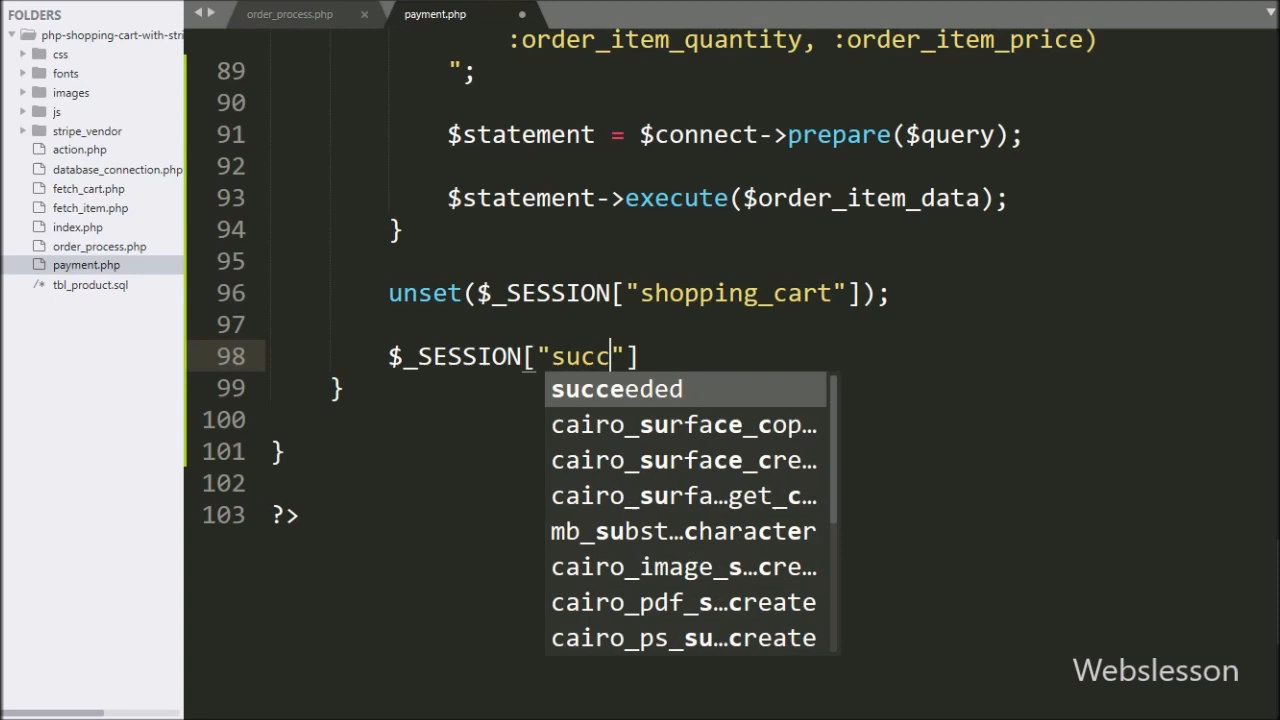 FOLDERS
php-shopping-cart-with-stri
css
fonts
images
js
stripe_vendor
action.php
database_connection.php
fetch_cart.php
fetch_item.php
index.php
order_process.php
payment.php
/* tbl_product.sql
order_process.php × payment.php
:order_item_quantity, :order_item_price)
89 ";
90
91 $statement = $connect->prepare($query);
92
93 $statement->execute($order_item_data);
94 }
95
96 unset($_SESSION["shopping_cart"]);
97
98 $_SESSION["succ"]
99 }
100
101 }
102
103 ?>
succeeded
cairo_surface_cop…
cairo_surface_cre…
cairo_surfa…get_c…
mb_subst…character
cairo_image_s…cre…
cairo_pdf_s…create
cairo_ps_su…create
Webslesson